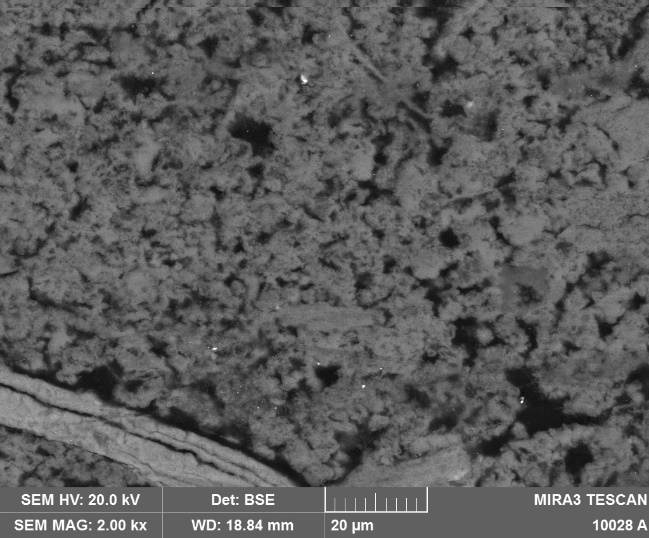 SEM HV: 20.0 kV Det: BSE MIRA3 TESCAN
SEM MAG: 2.00 kx WD: 18.84 mm 20 µm 10028 A